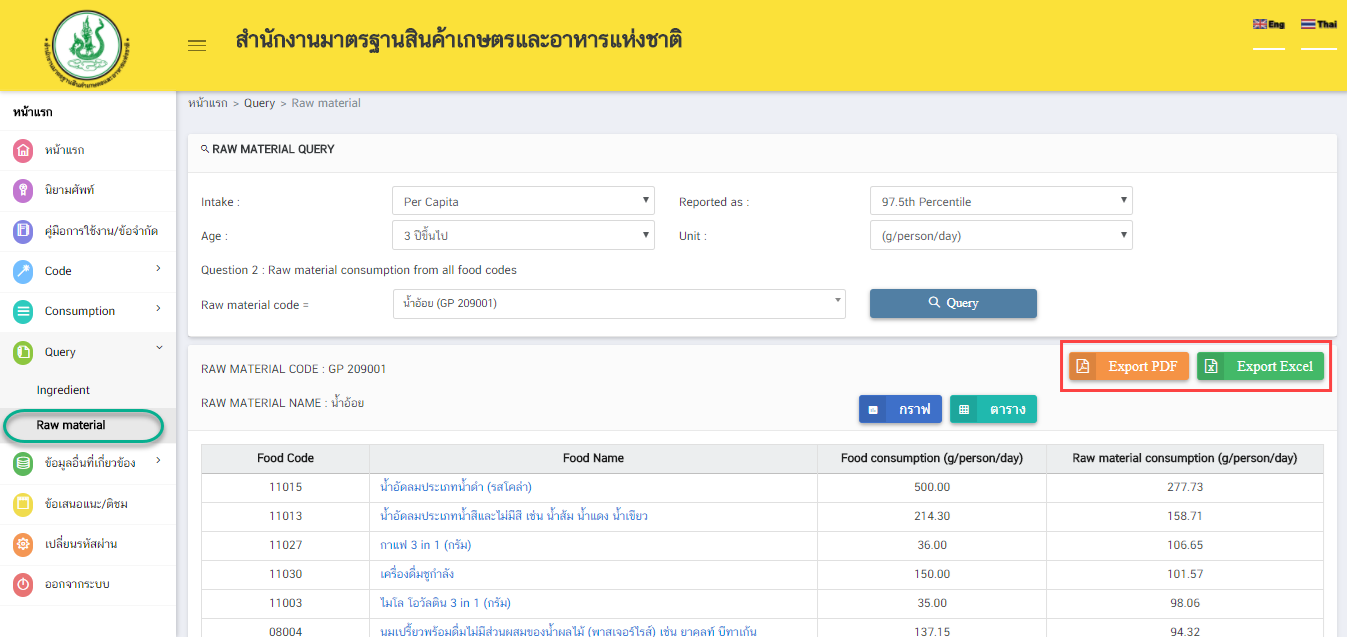 สำนักงานมาตรฐานสินค้าเกษตรและอาหารแห่งชาติ
Eng Thai
หน้าแรก
หน้าแรก
นิยามศัพท์
คู่มือการใช้งาน/ข้อจำกัด
Code
Consumption
Query
Ingredient
Raw material
ข้อมูลอื่นที่เกี่ยวข้อง
ข้อเสนอแนะ/ติชม
เปลี่ยนรหัสผ่าน
ออกจากระบบ
หน้าแรก > Query > Raw material
RAW MATERIAL QUERY
Intake : Per Capita Reported as : 97.5th Percentile
Age : 3 ปีขึ้นไป Unit : (g/person/day)
Question 2 : Raw material consumption from all food codes
Raw material code = น้ำอ้อย (GP 209001) Query
RAW MATERIAL CODE : GP 209001 Export PDF Export Excel
RAW MATERIAL NAME : น้ำอ้อย กราฟ ตาราง
Food Code Food Name Food consumption (g/person/day) Raw material consumption (g/person/day)
11015 น้ำอัดลมประเภทน้ำดำ (รสโคล่า) 500.00 277.73
11013 น้ำอัดลมประเภทน้ำสีและไม่มีสี เช่น น้ำส้ม น้ำแดง น้ำเขียว 214.30 158.71
11027 กาแฟ 3 in 1 (กรัม) 36.00 106.65
11030 เครื่องดื่มชูกำลัง 150.00 101.57
11003 ไมโล โอวัลติน 3 in 1 (กรัม) 35.00 98.06
08004 นมเปรี้ยวพร้อมดื่มไม่มีส่วนผสมของน้ำผลไม้ (พาสเจอร์ไรส์) เช่น ยาคูลท์ บีทาเก้น 137.15 94.32